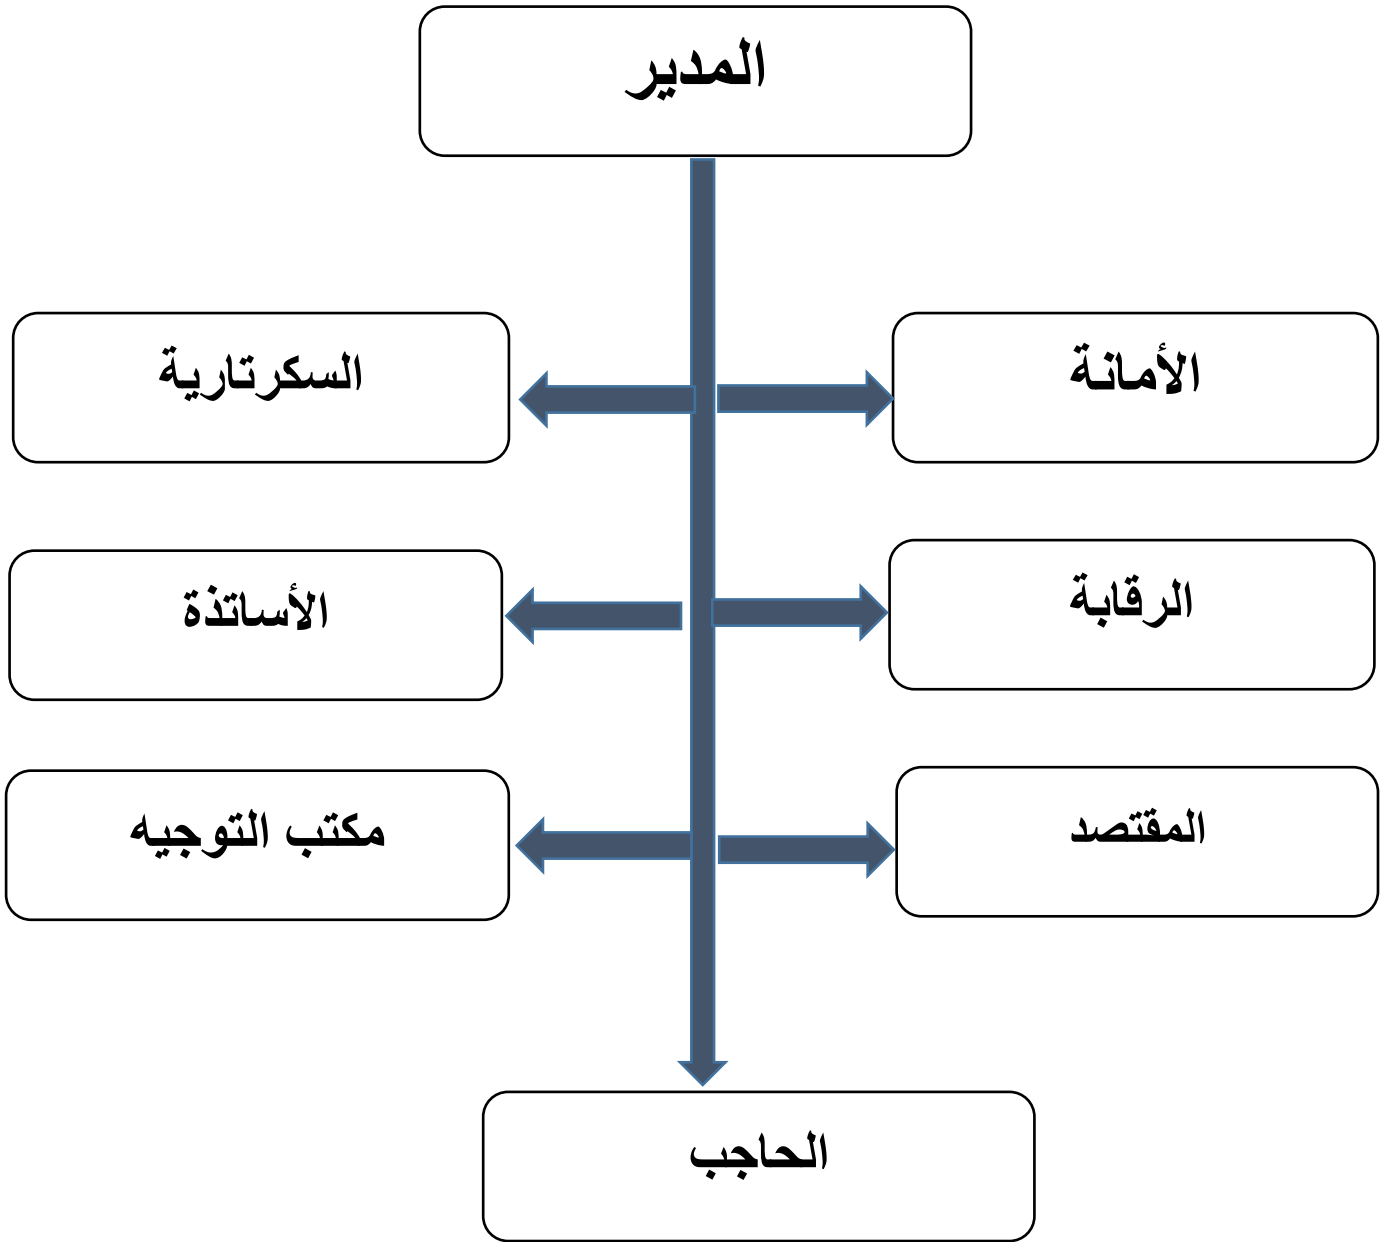 المدير
الأمانة
السكرتارية
الرقابة
الأساتذة
المقتصد
مكتب التوجيه
الحاجب